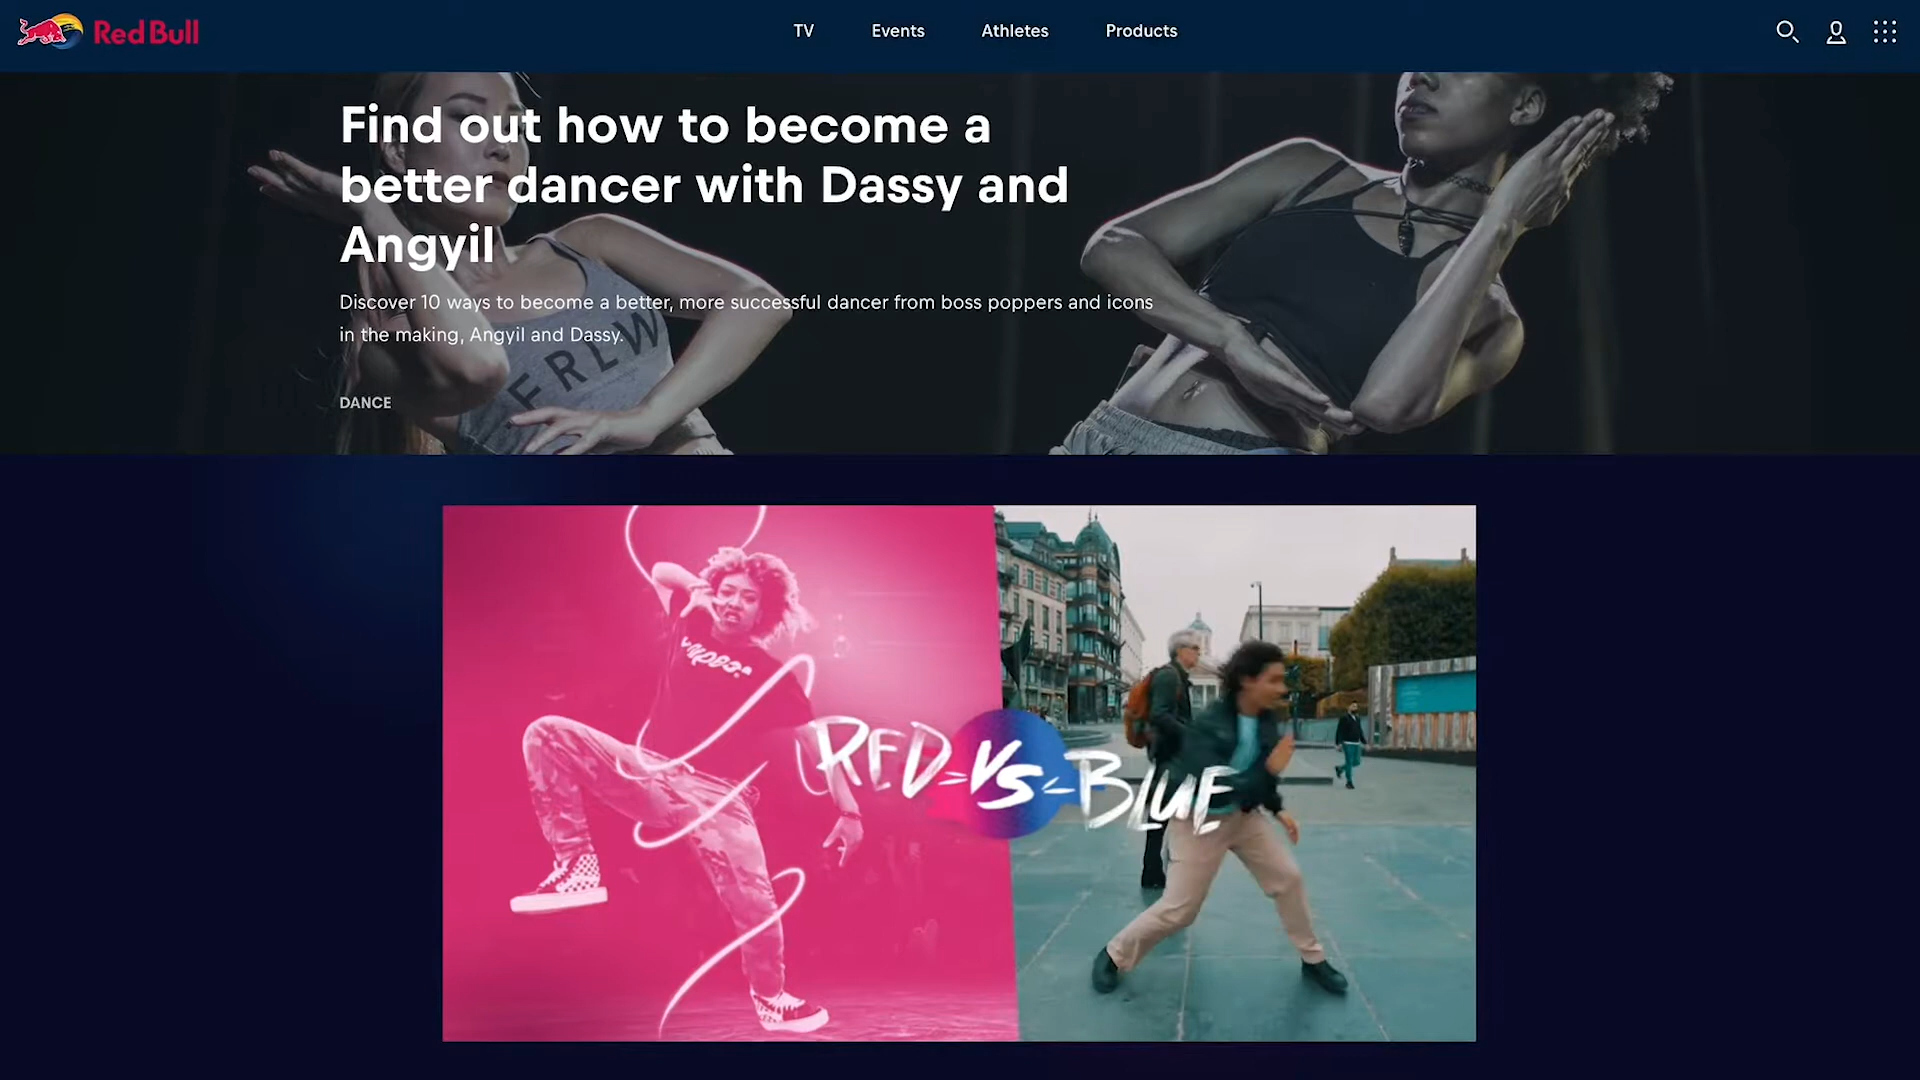 Red Bull
TV
Events
Athletes
Products
Find out how to become a
better dancer with Dassy and
Angyil
Discover 10 ways to become a better, more successful dancer from boss poppers and icons
in the making, Angyil and Dassy.
FRLW
DANCE
RED VS BLUE